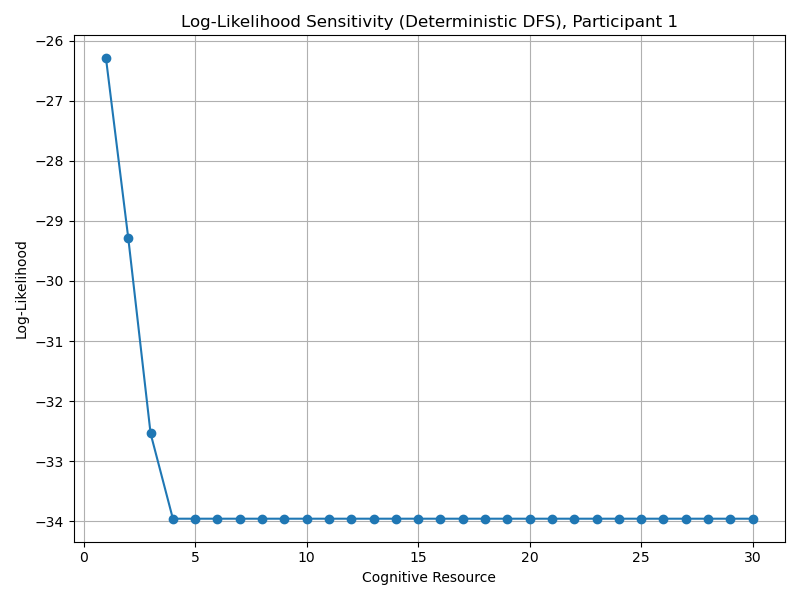 Log-Likelihood Sensitivity (Deterministic DFS), Participant 1
−26
−27
−28
−29
−30
−31
−32
−33
−34
Log-Likelihood
0 5 10 15 20 25 30
Cognitive Resource